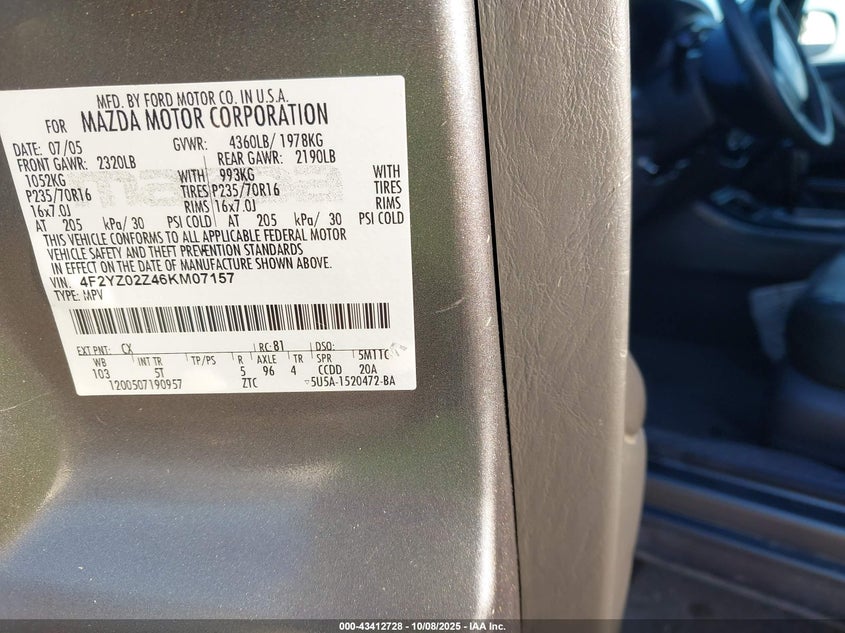 MFD. BY FORD MOTOR CO. IN U.S.A.
FOR MAZDA MOTOR CORPORATION
DATE: 07/05 GVWR: 4360LB/ 1978KG
FRONT GAWR: 2320LB REAR GAWR: 2190LB
1052KG WITH 993KG WITH
P235/70R16 TIRES P235/70R16 TIRES
16x7.0J RIMS 16x7.0J RIMS
AT 205 kPa/ 30 PSI COLD AT 205 kPa/ 30 PSI COLD
THIS VEHICLE CONFORMS TO ALL APPLICABLE FEDERAL MOTOR
VEHICLE SAFETY AND THEFT PREVENTION STANDARDS
IN EFFECT ON THE DATE OF MANUFACTURE SHOWN ABOVE.
VIN: 4F2YZ02Z46KM07157
TYPE: MPV
EXT PNT: CX RC: 81 DSO:
WB INT TR TP/PS R AXLE TR SPR 5M1TC
103 5T 5 96 4 CCDD 20A
1200507190957 ZTC 5U5A-1520472-BA
000-43412728 - 10/08/2025 - IAA Inc.